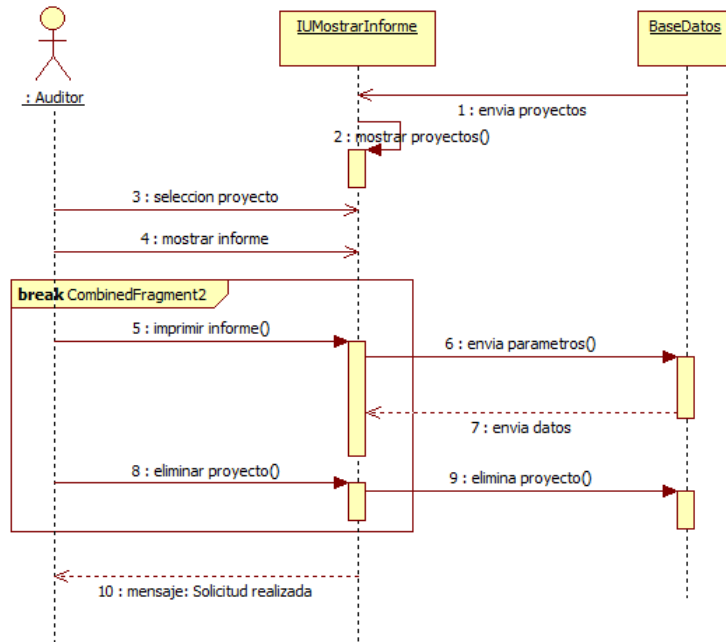 IUMostrarInforme
BaseDatos
: Auditor
1 : envia proyectos
2 : mostrar proyectos()
3 : seleccion proyecto
4 : mostrar informe
break CombinedFragment2
5 : imprimir informe()
6 : envia parametros()
7 : envia datos
8 : eliminar proyecto()
9 : elimina proyecto()
10 : mensaje: Solicitud realizada